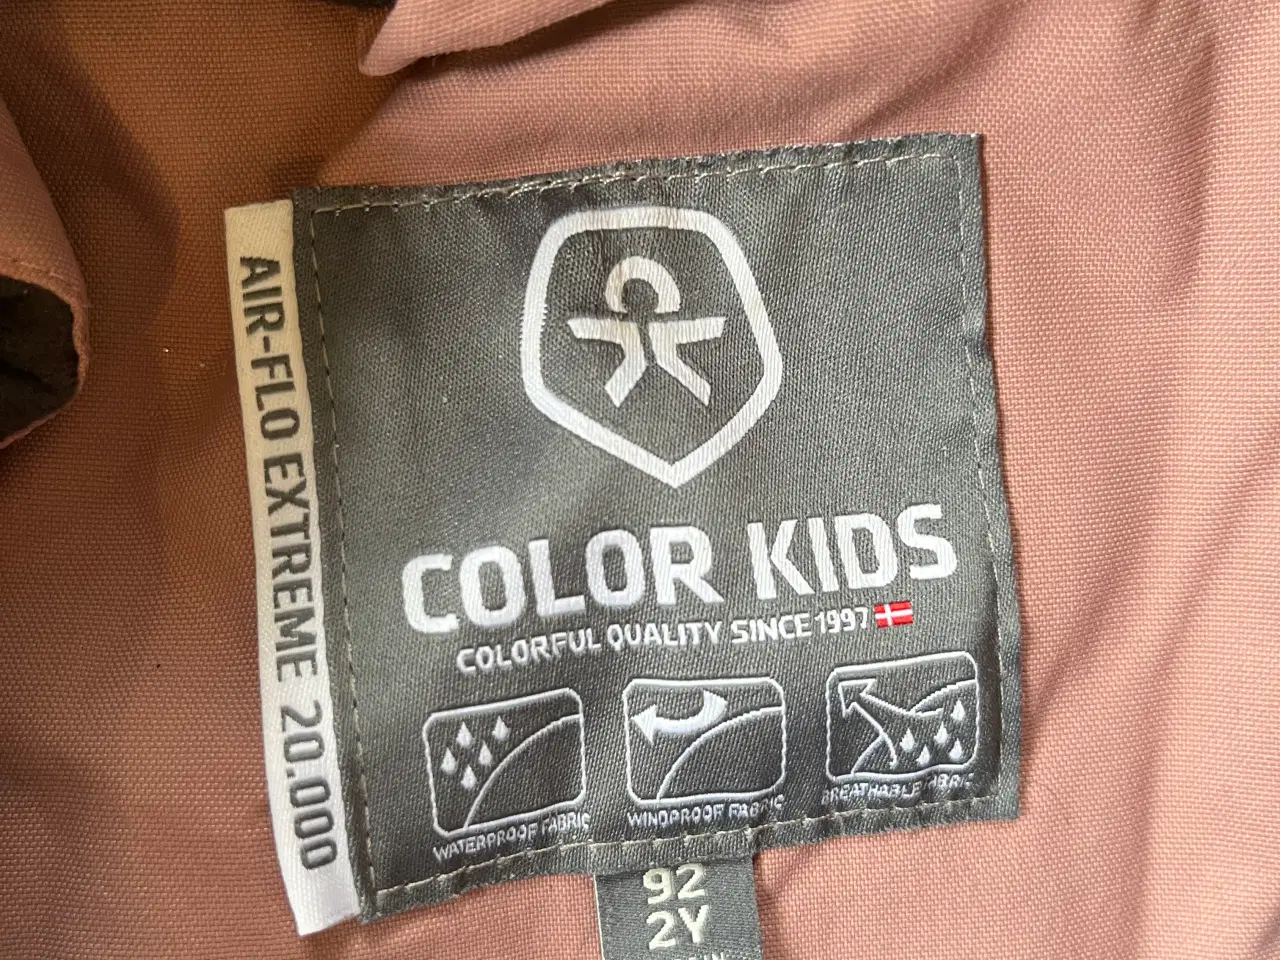 AIR-FLO EXTREME 20.000
COLOR KIDS
COLORFUL QUALITY SINCE 1997
WATERPROOF FABRIC
WINDPROOF FABRIC
BREATHABLE FABRIC
92
2Y